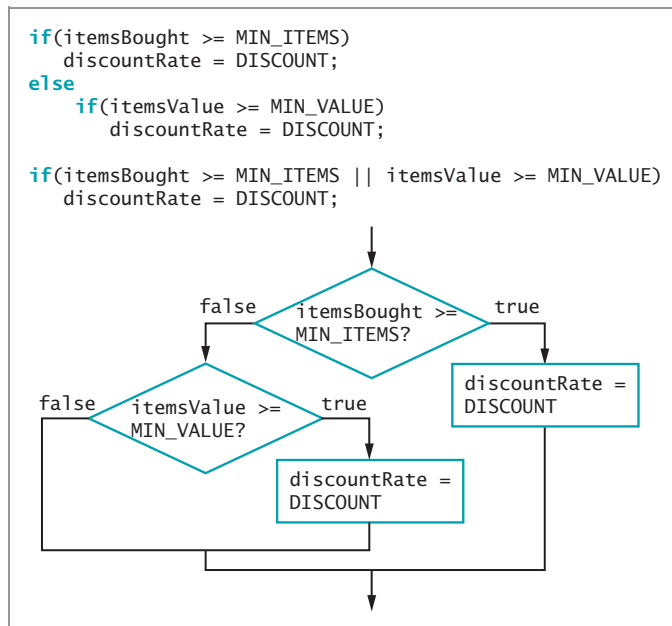 if(itemsBought >= MIN_ITEMS)
discountRate = DISCOUNT;
else
if(itemsValue >= MIN_VALUE)
discountRate = DISCOUNT;
if(itemsBought >= MIN_ITEMS || itemsValue >= MIN_VALUE)
discountRate = DISCOUNT;
false
itemsBought >=
MIN_ITEMS?
true
discountRate =
DISCOUNT
false
itemsValue >=
MIN_VALUE?
true
discountRate =
DISCOUNT